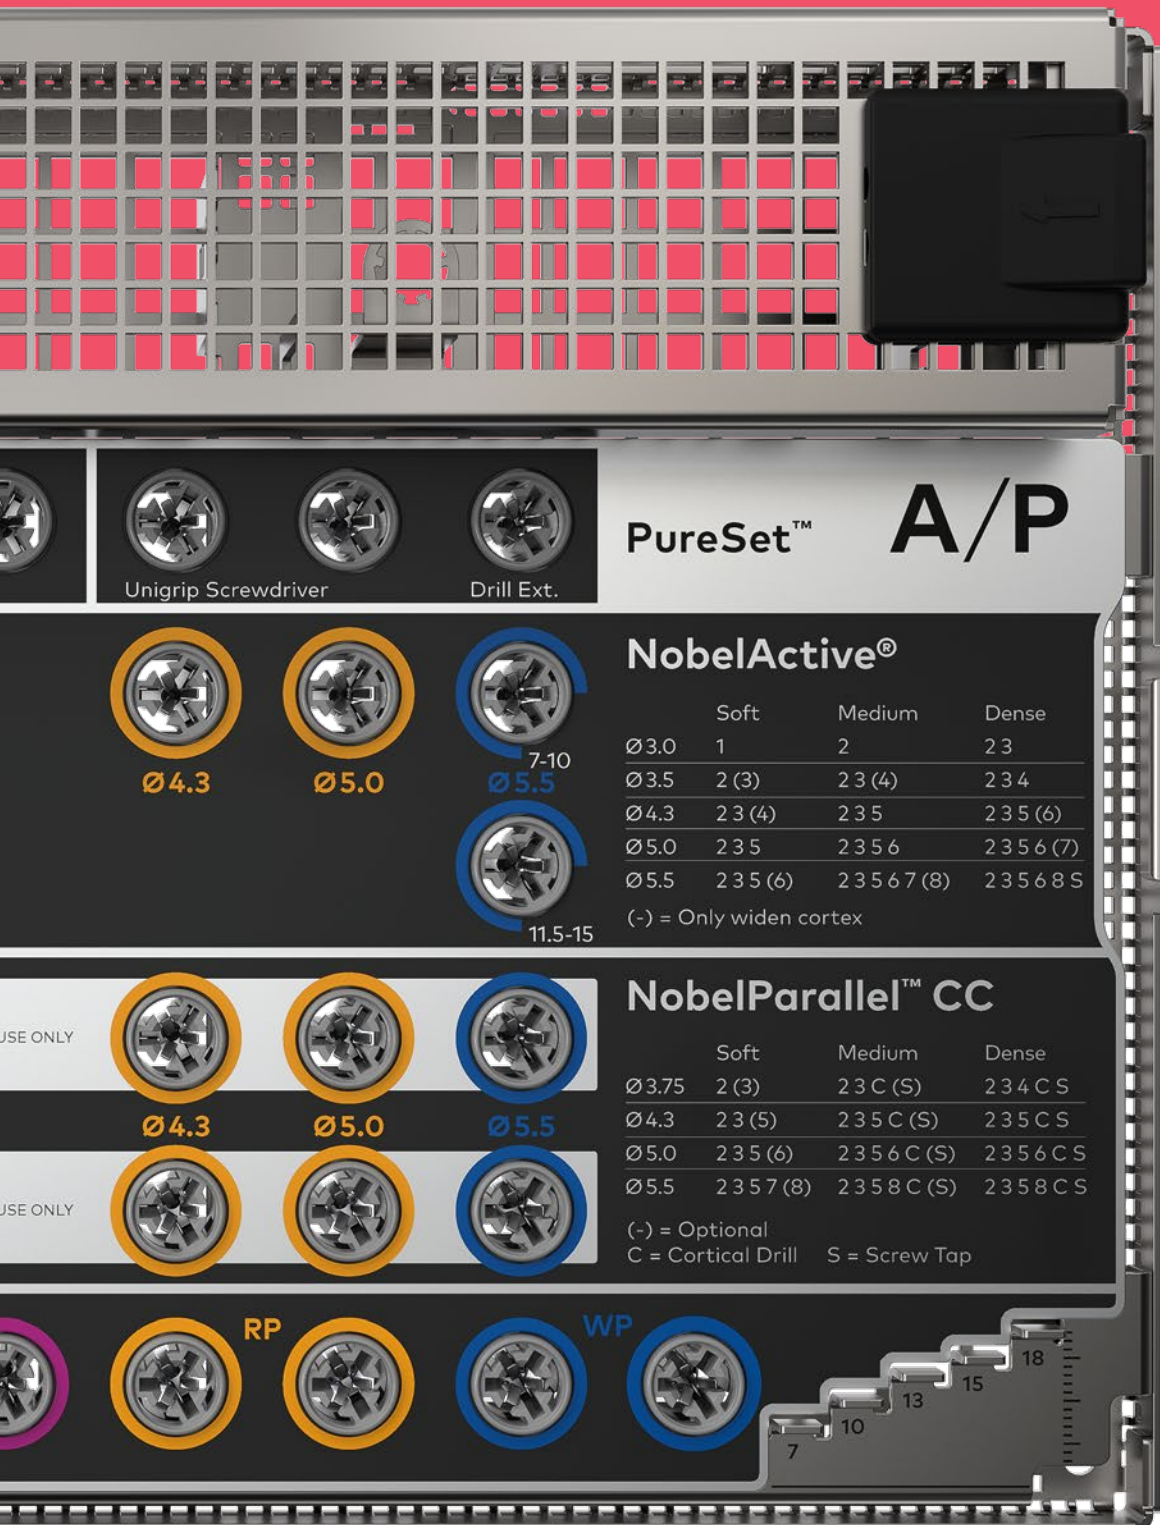 PureSet™ A/P
Unigrip Screwdriver Drill Ext.
NobelActive®
Soft Medium Dense
Ø3.0 1 2 2 3
7-10
Ø4.3 Ø5.0 Ø5.5
Ø3.5 2 (3) 2 3 (4) 2 3 4
Ø4.3 2 3 (4) 2 3 5 2 3 5 (6)
Ø5.0 2 3 5 2 3 5 6 2 3 5 6 (7)
Ø5.5 2 3 5 (6) 2 3 5 6 7 (8) 2 3 5 6 8 S
(-) = Only widen cortex
11.5-15
NobelParallel™ CC
USE ONLY
Soft Medium Dense
Ø3.75 2 (3) 2 3 C (S) 2 3 4 C S
Ø4.3 Ø5.0 Ø5.5
Ø4.3 2 3 (5) 2 3 5 C (S) 2 3 5 C S
Ø5.0 2 3 5 (6) 2 3 5 6 C (S) 2 3 5 6 C S
Ø5.5 2 3 5 7 (8) 2 3 5 8 C (S) 2 3 5 8 C S
USE ONLY
(-) = Optional
C = Cortical Drill S = Screw Tap
RP WP
18
15
13
10
7